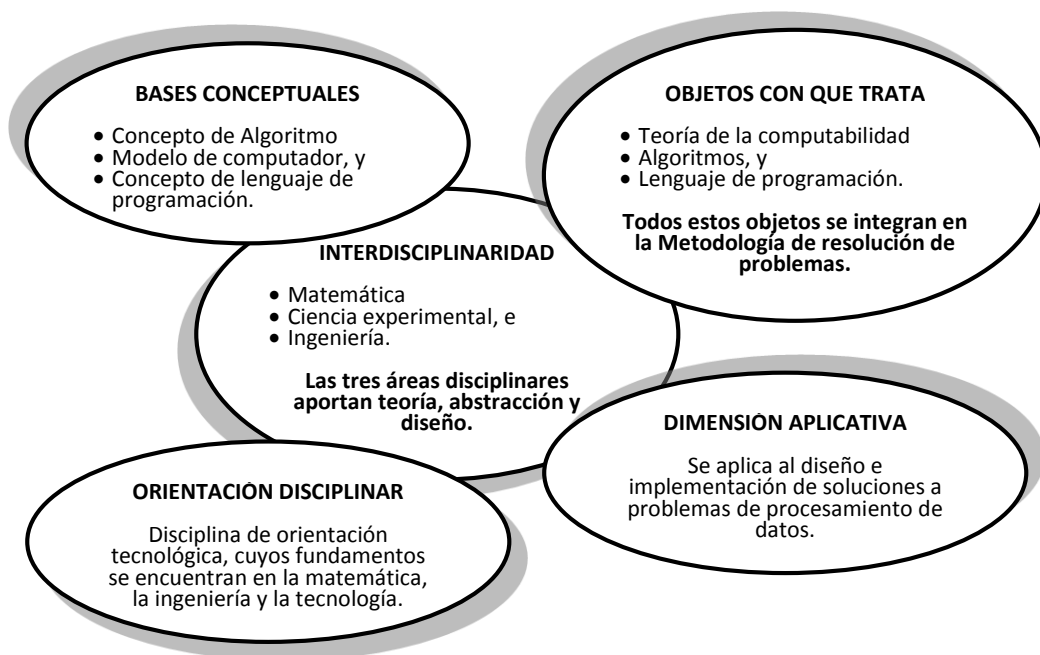 BASES CONCEPTUALES
• Concepto de Algoritmo
• Modelo de computador, y
• Concepto de lenguaje de
programación.
OBJETOS CON QUE TRATA
• Teoría de la computabilidad
• Algoritmos, y
• Lenguaje de programación.
Todos estos objetos se integran en
la Metodología de resolución de
problemas.
INTERDISCIPLINARIDAD
• Matemática
• Ciencia experimental, e
• Ingeniería.
Las tres áreas disciplinares
aportan teoría, abstracción y
diseño.
ORIENTACIÓN DISCIPLINAR
Disciplina de orientación
tecnológica, cuyos fundamentos
se encuentran en la matemática,
la ingeniería y la tecnología.
DIMENSIÓN APLICATIVA
Se aplica al diseño e
implementación de soluciones a
problemas de procesamiento de
datos.